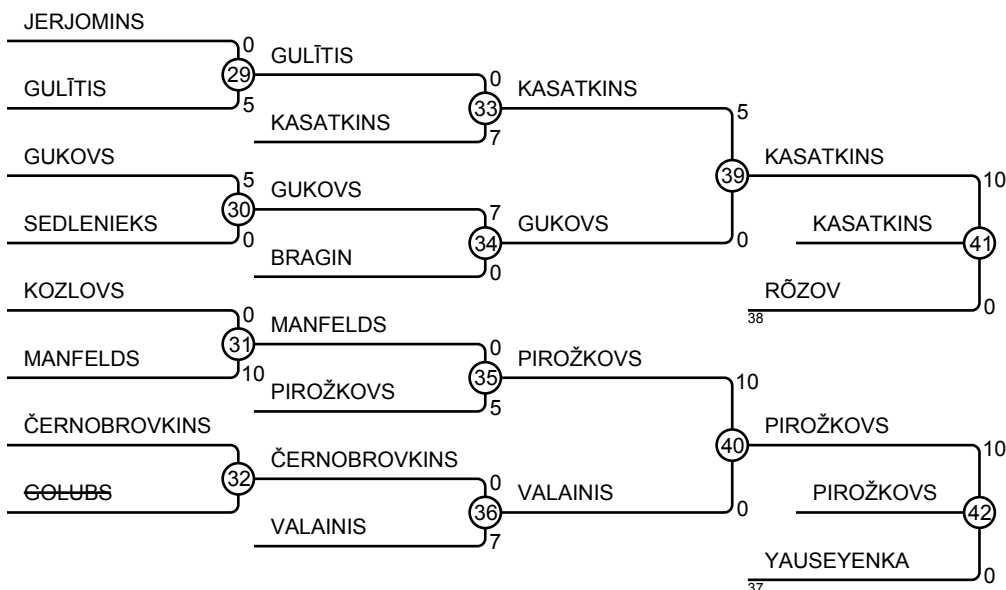 JERJOMINS
0
29
GULĪTIS
5
GULĪTIS
0
33
KASATKINS
7
KASATKINS
5
GUKOVS
5
30
SEDLENIEKS
0
GUKOVS
7
34
BRAGIN
0
GUKOVS
0
39
KASATKINS
10
KASATKINS
41
RÕZOV
38
0
KOZLOVS
0
31
MANFELDS
10
MANFELDS
0
35
PIROŽKOVS
5
PIROŽKOVS
10
ČERNOBROVKINS
32
GOLUBS
ČERNOBROVKINS
0
36
VALAINIS
7
VALAINIS
0
40
PIROŽKOVS
10
PIROŽKOVS
42
YAUSEYENKA
37
0